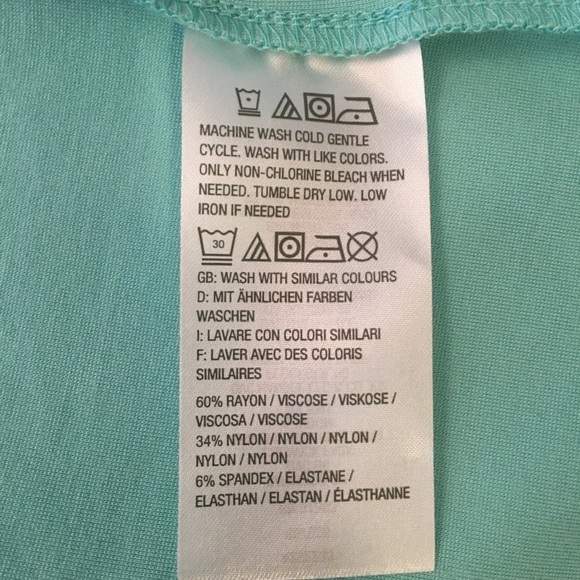 MACHINE WASH COLD GENTLE
CYCLE. WASH WITH LIKE COLORS.
ONLY NON-CHLORINE BLEACH WHEN
NEEDED. TUMBLE DRY LOW. LOW
IRON IF NEEDED
30
GB: WASH WITH SIMILAR COLOURS
D: MIT ÄHNLICHEN FARBEN
WASCHEN
I: LAVARE CON COLORI SIMILARI
F: LAVER AVEC DES COLORIS
SIMILAIRES
60% RAYON / VISCOSE / VISKOSE /
VISCOSA / VISCOSE
34% NYLON / NYLON / NYLON /
NYLON / NYLON
6% SPANDEX / ELASTANE /
ELASTHAN / ELASTAN / ÉLASTHANNE